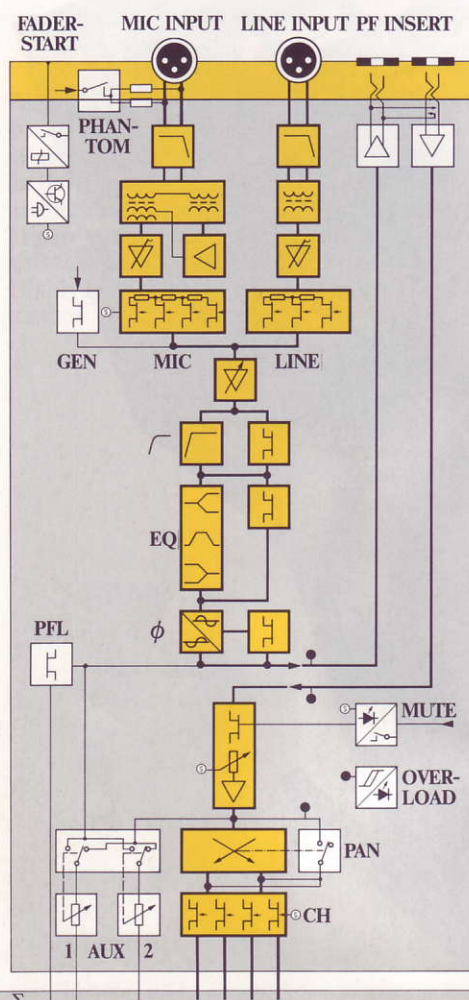 FADER-
START
MIC INPUT
LINE INPUT
PF INSERT
PHAN-
TOM
S
GEN
S
MIC
LINE
EQ
ϕ
PFL
S
MUTE
S
OVER-
LOAD
PAN
S
CH
1 AUX 2
Σ